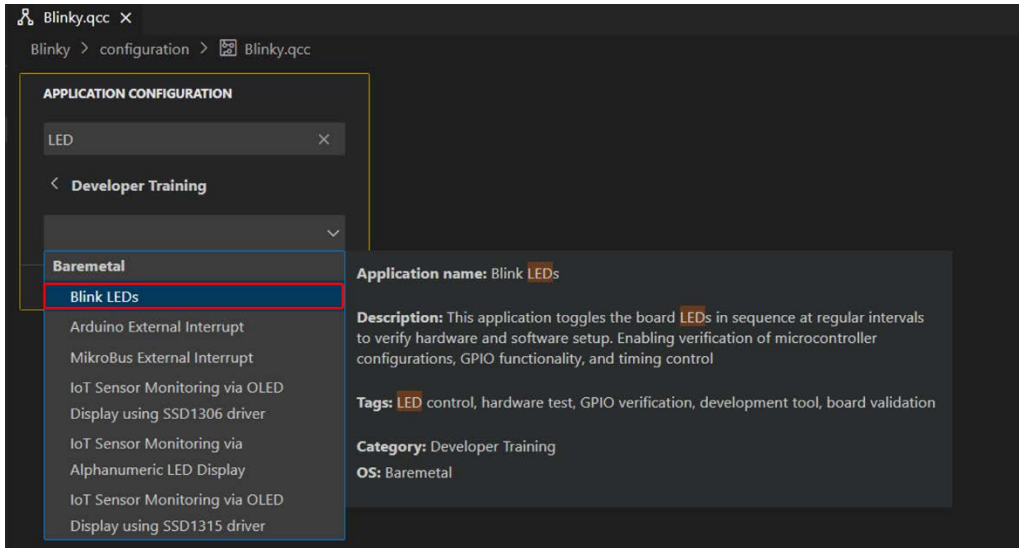 Blinky.qcc
Blinky > configuration > Blinky.qcc
APPLICATION CONFIGURATION
LED
Developer Training
Baremetal
Blink LEDs
Arduino External Interrupt
MikroBus External Interrupt
IoT Sensor Monitoring via OLED
Display using SSD1306 driver
IoT Sensor Monitoring via
Alphanumeric LED Display
IoT Sensor Monitoring via OLED
Display using SSD1315 driver
Application name: Blink LEDs
Description: This application toggles the board LEDs in sequence at regular intervals
to verify hardware and software setup. Enabling verification of microcontroller
configurations, GPIO functionality, and timing control
Tags: LED control, hardware test, GPIO verification, development tool, board validation
Category: Developer Training
OS: Baremetal